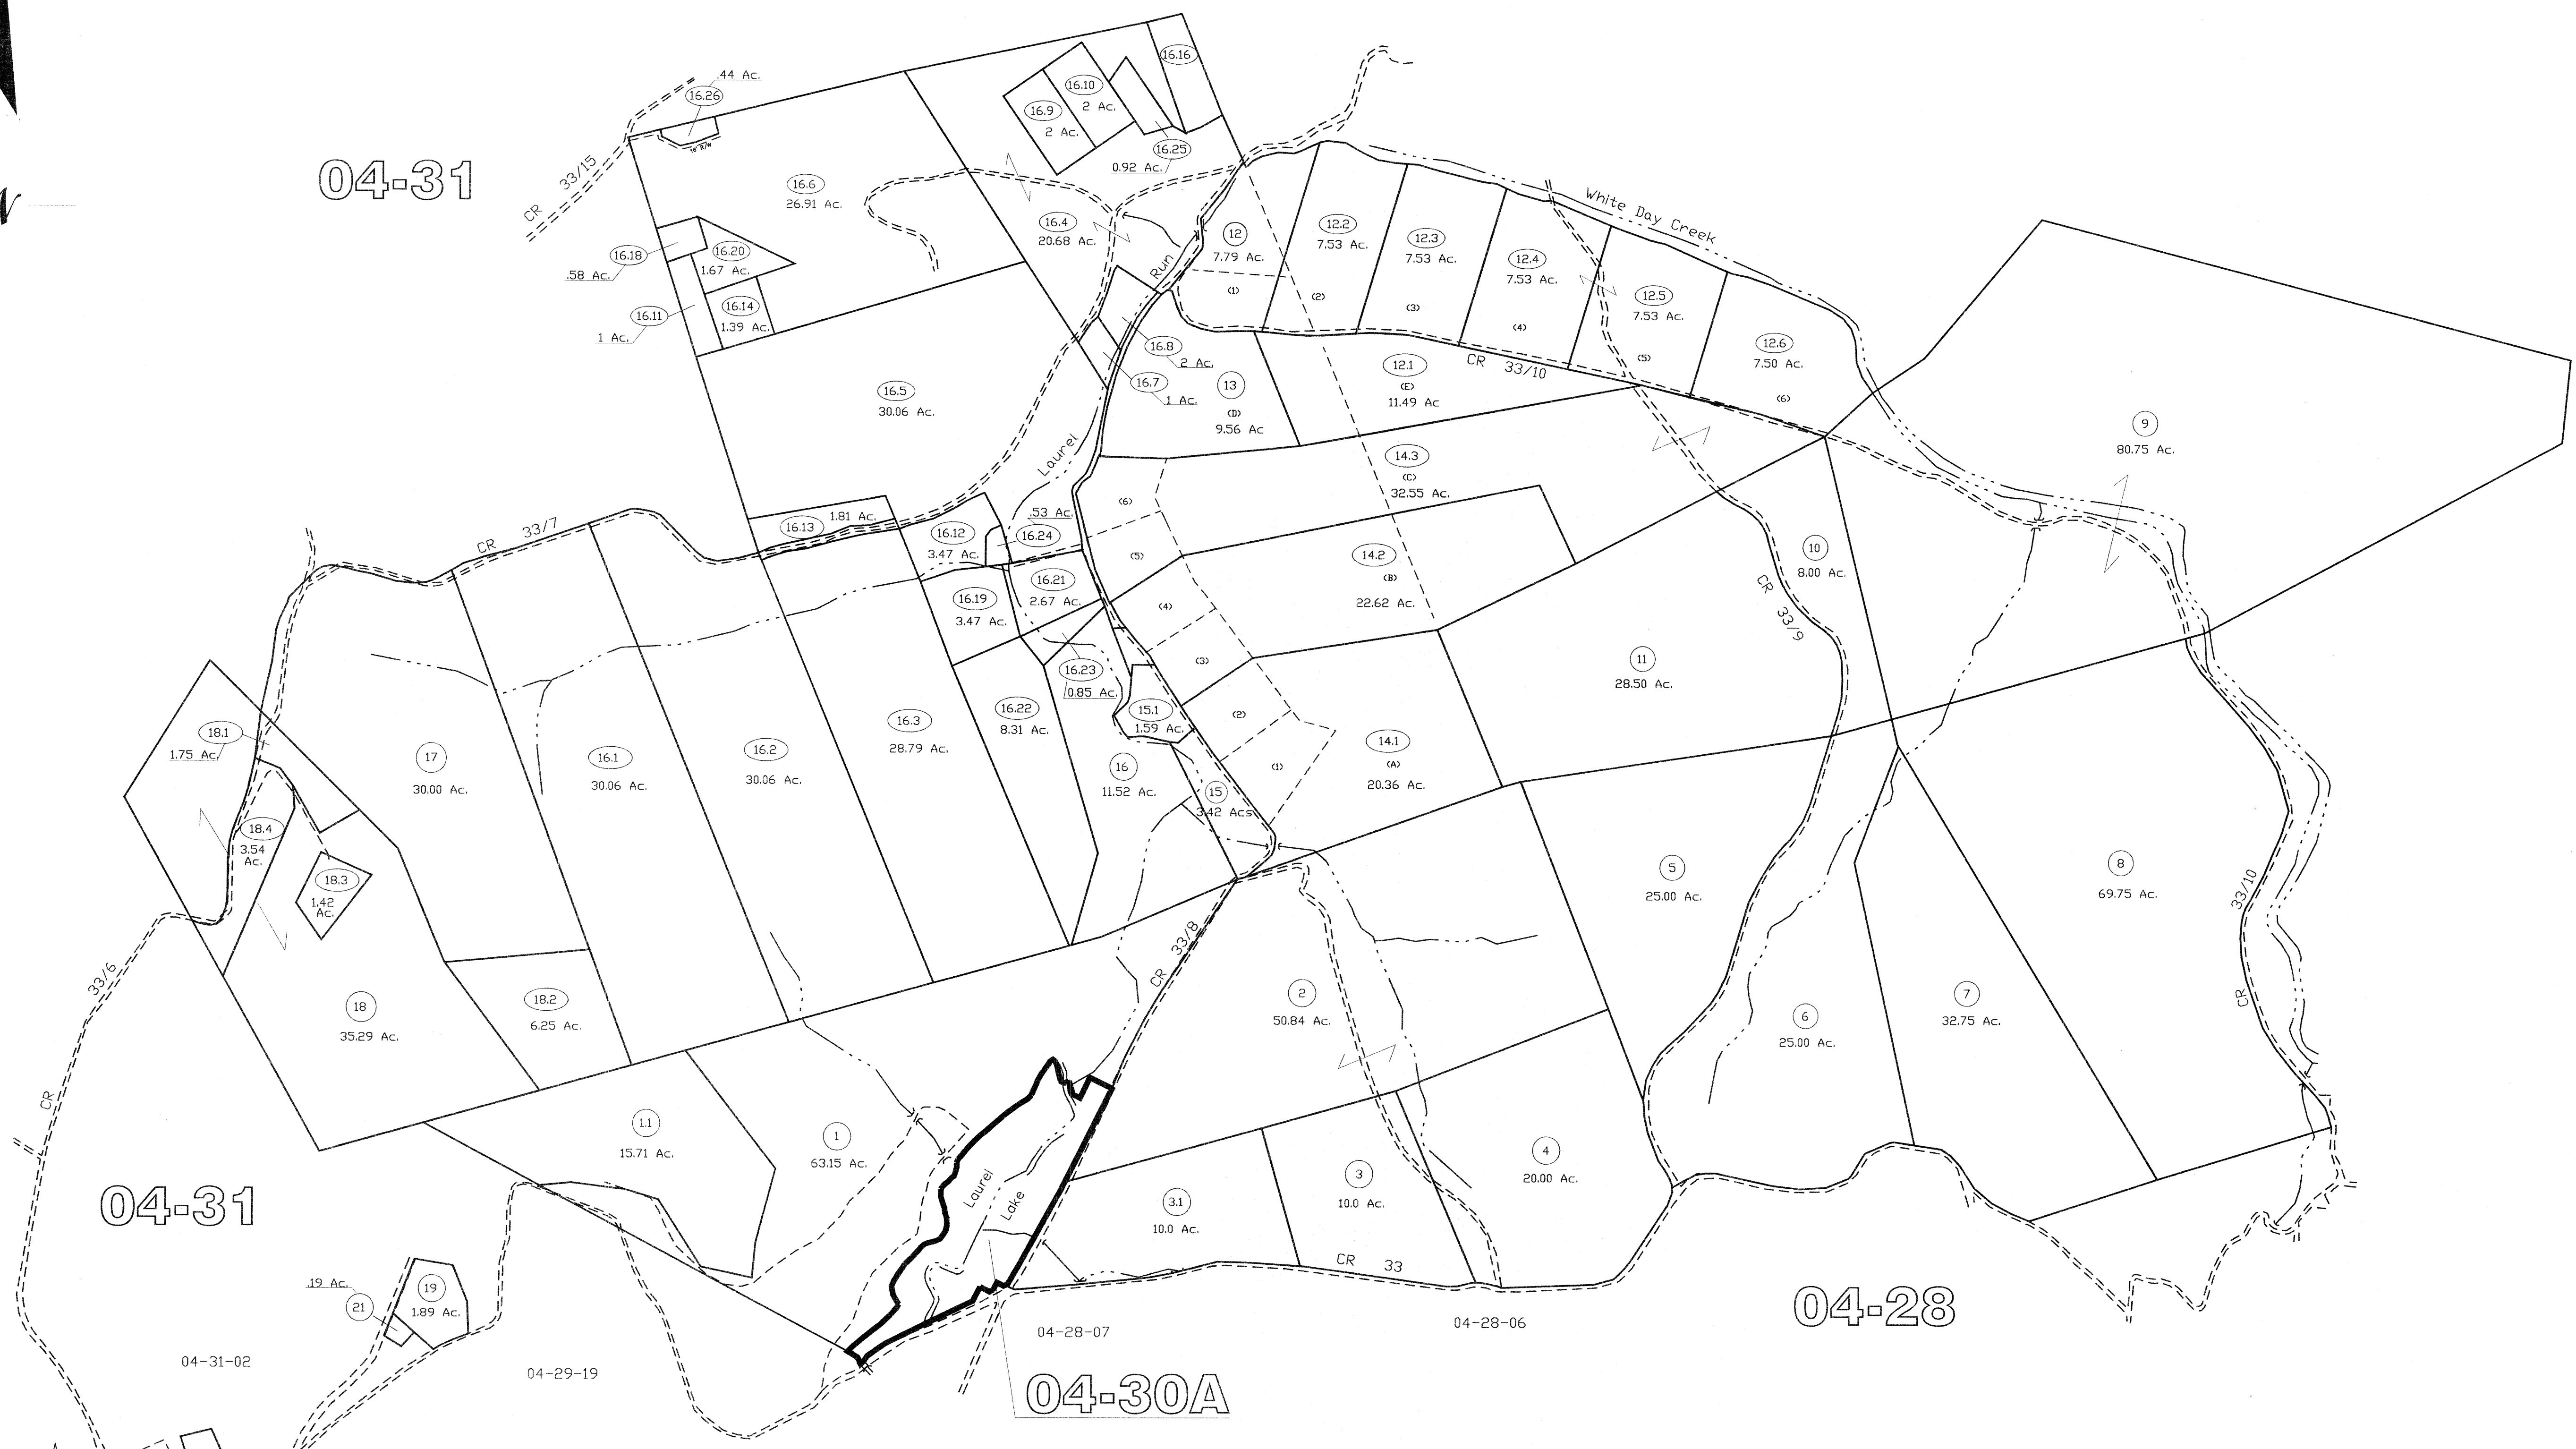 16.16
.44 Ac.
16.26
16.10
2 Ac.
16.9
2 Ac.
16.25
0.92 Ac.
10' R/W
04-31
CR 33/15
16.6
26.91 Ac.
16.4
20.68 Ac.
16.18
.58 Ac.
16.20
1.67 Ac.
16.11
1 Ac.
16.14
1.39 Ac.
Laurel Run
12
7.79 Ac.
(1)
12.2
7.53 Ac.
(2)
12.3
7.53 Ac.
(3)
12.4
7.53 Ac.
(4)
12.5
7.53 Ac.
(5)
12.6
7.50 Ac.
(6)
White Day Creek
CR 33/10
16.8
2 Ac.
16.7
1 Ac.
13
(D)
9.56 Ac
12.1
(E)
11.49 Ac
16.5
30.06 Ac.
9
80.75 Ac.
14.3
(C)
32.55 Ac.
(6)
(5)
CR 33/7
16.13
1.81 Ac.
16.12
3.47 Ac.
.53 Ac.
16.24
14.2
(B)
22.62 Ac.
(4)
(3)
10
8.00 Ac.
CR 33/9
16.19
3.47 Ac.
16.21
2.67 Ac.
16.23
0.85 Ac.
11
28.50 Ac.
18.1
1.75 Ac.
17
30.00 Ac.
16.1
30.06 Ac.
16.2
30.06 Ac.
16.3
28.79 Ac.
16.22
8.31 Ac.
15.1
1.59 Ac.
(2)
(1)
14.1
(A)
20.36 Ac.
16
11.52 Ac.
15
3.42 Acs
18.4
3.54
Ac.
18.3
1.42
Ac.
5
25.00 Ac.
8
69.75 Ac.
CR 33/10
CR 33/6
18
35.29 Ac.
18.2
6.25 Ac.
CR 33/8
2
50.84 Ac.
6
25.00 Ac.
7
32.75 Ac.
1.1
15.71 Ac.
1
63.15 Ac.
Laurel
Lake
3.1
10.0 Ac.
3
10.0 Ac.
4
20.00 Ac.
CR 33
04-31
.19 Ac.
21
19
1.89 Ac.
04-28
04-31-02
04-29-19
04-28-07
04-28-06
04-30A